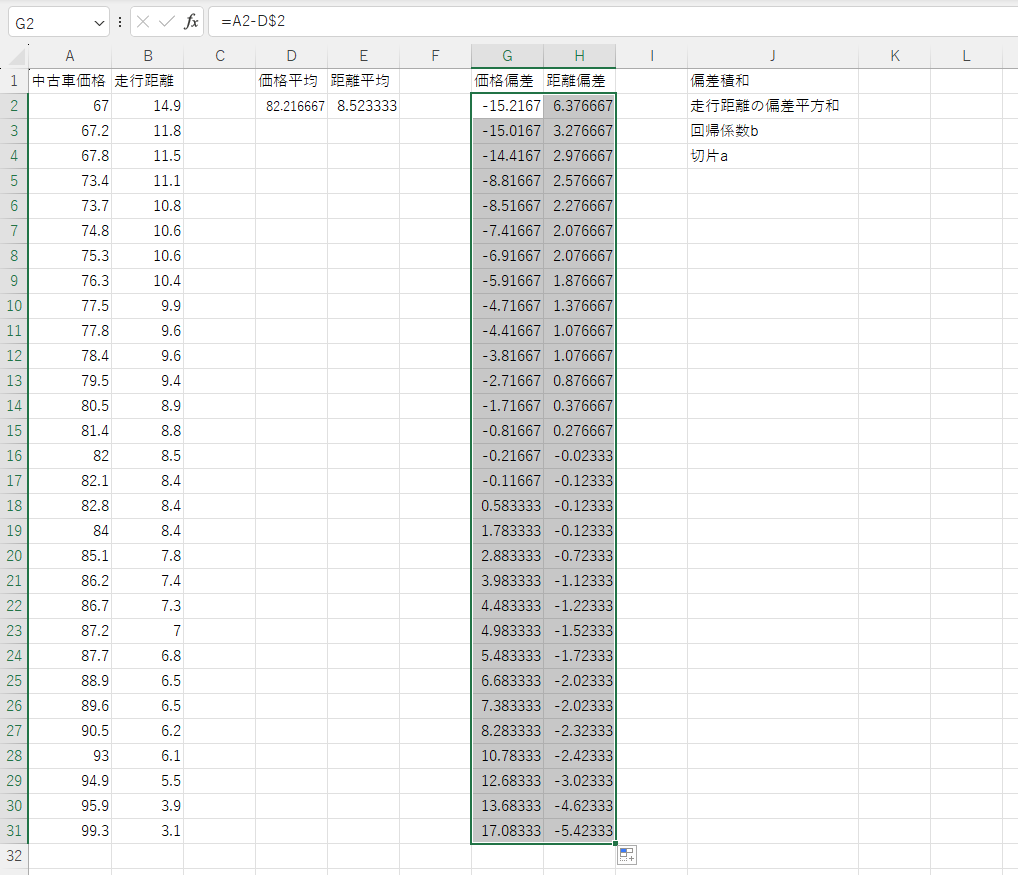 G2 fx =A2-D$2
A B C D E F G H I J K L
1 中古車価格 走行距離 価格平均 距離平均 価格偏差 距離偏差 偏差積和
2 67 14.9 82.216667 8.523333 -15.2167 6.376667 走行距離の偏差平方和
3 67.2 11.8 -15.0167 3.276667 回帰係数b
4 67.8 11.5 -14.4167 2.976667 切片a
5 73.4 11.1 -8.81667 2.576667
6 73.7 10.8 -8.51667 2.276667
7 74.8 10.6 -7.41667 2.076667
8 75.3 10.6 -6.91667 2.076667
9 76.3 10.4 -5.91667 1.876667
10 77.5 9.9 -4.71667 1.376667
11 77.8 9.6 -4.41667 1.076667
12 78.4 9.6 -3.81667 1.076667
13 79.5 9.4 -2.71667 0.876667
14 80.5 8.9 -1.71667 0.376667
15 81.4 8.8 -0.81667 0.276667
16 82 8.5 -0.21667 -0.02333
17 82.1 8.4 -0.11667 -0.12333
18 82.8 8.4 0.583333 -0.12333
19 84 8.4 1.783333 -0.12333
20 85.1 7.8 2.883333 -0.72333
21 86.2 7.4 3.983333 -1.12333
22 86.7 7.3 4.483333 -1.22333
23 87.2 7 4.983333 -1.52333
24 87.7 6.8 5.483333 -1.72333
25 88.9 6.5 6.683333 -2.02333
26 89.6 6.5 7.383333 -2.02333
27 90.5 6.2 8.283333 -2.32333
28 93 6.1 10.78333 -2.42333
29 94.9 5.5 12.68333 -3.02333
30 95.9 3.9 13.68333 -4.62333
31 99.3 3.1 17.08333 -5.42333
32